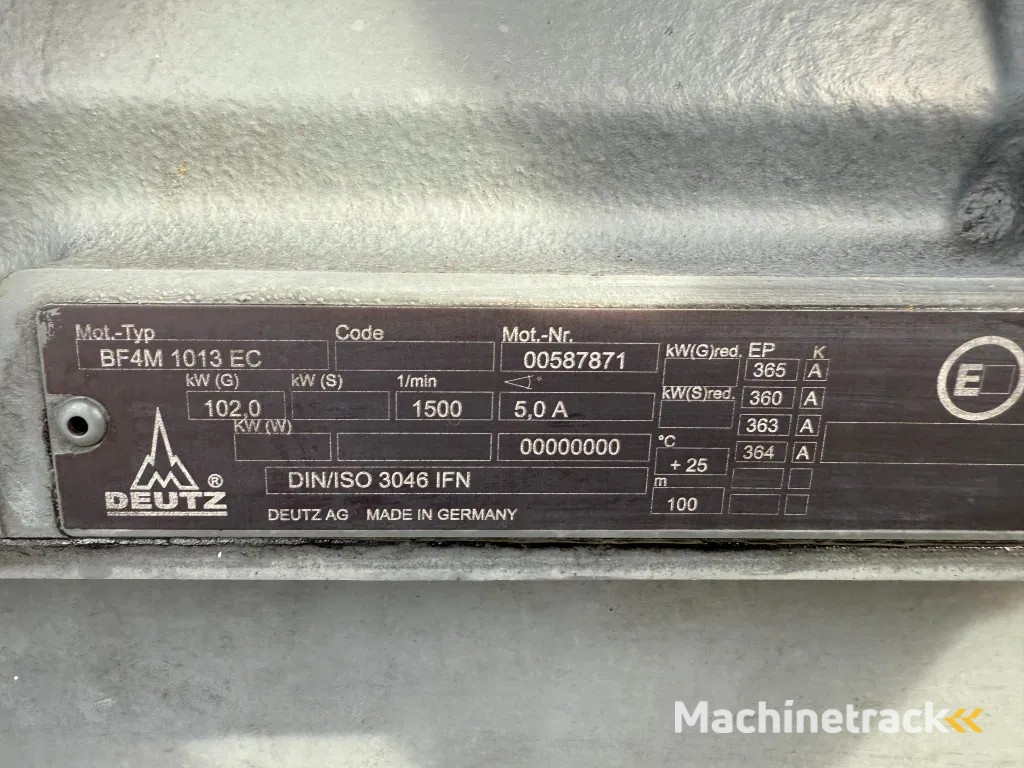 Mot.-Typ Code Mot.-Nr. kW(G)red. EP K
BF4M 1013 EC 00587871 365 A
kW (G) kW (S) 1/min ◁° kW(S)red. 360 A
102,0 1500 5,0 A 363 A
KW (W) 00000000 °C 364 A
+ 25
DIN/ISO 3046 IFN m
100
DEUTZ ®
DEUTZ AG MADE IN GERMANY
E
Machinetrack